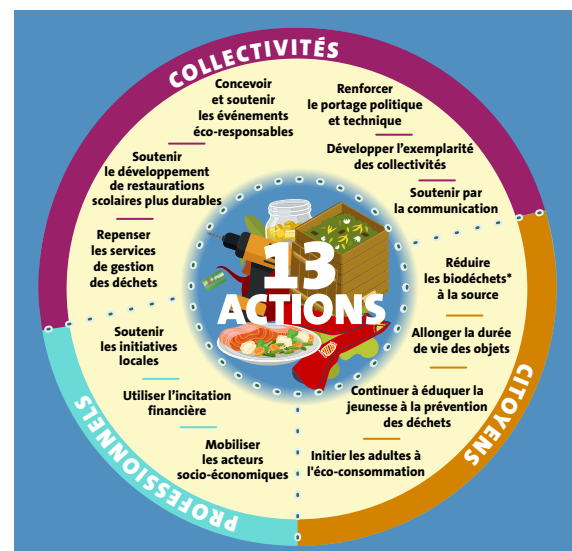 COLLECTIVITÉS
Concevoir
et soutenir
les événements
éco-responsables
Soutenir
le développement
de restaurations
scolaires plus durables
Repenser
les services
de gestion
des déchets
Renforcer
le portage politique
et technique
Développer l'exemplarité
des collectivités
Soutenir par
la communication
13
ACTIONS
CITOYENS
Réduire
les biodéchets*
à la source
Allonger la durée
de vie des objets
Continuer à éduquer la
jeunesse à la prévention
des déchets
Initier les adultes à
l'éco-consommation
PROFESSIONNELS
Soutenir
les initiatives
locales
Utiliser l'incitation
financière
Mobiliser
les acteurs
socio-économiques